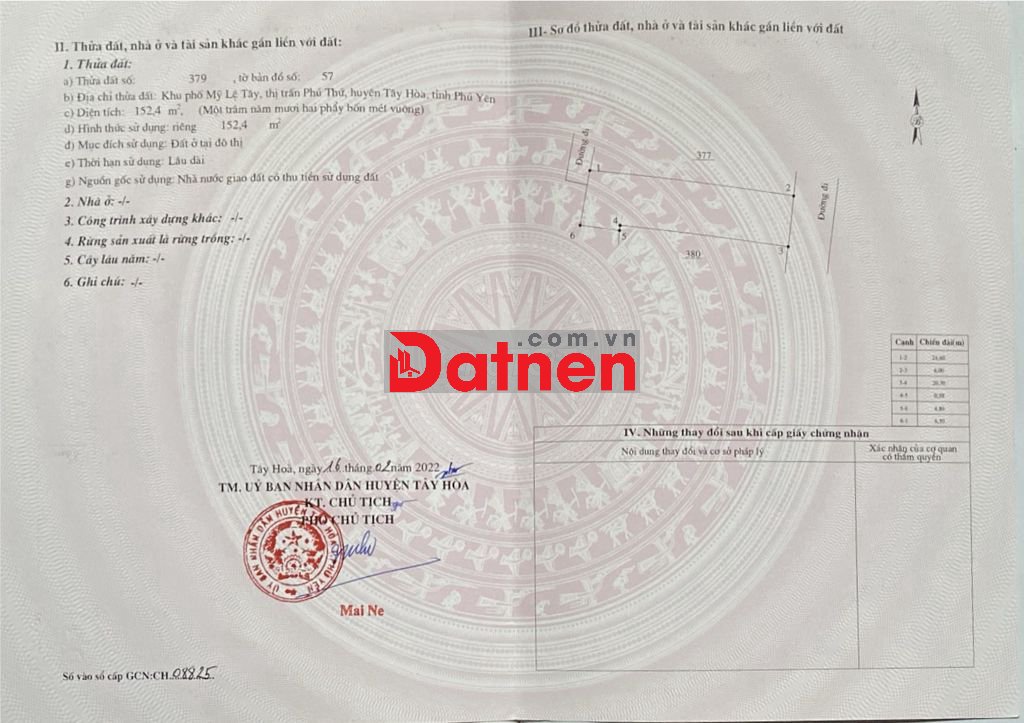 II. Thửa đất, nhà ở và tài sản khác gắn liền với đất:
1. Thửa đất:
a) Thửa đất số: 379 , tờ bản đồ số: 57
b) Địa chỉ thửa đất: Khu phố Mỹ Lệ Tây, thị trấn Phú Thứ, huyện Tây Hòa, tỉnh Phú Yên
c) Diện tích: 152,4 m², (Một trăm năm mươi hai phẩy bốn mét vuông)
d) Hình thức sử dụng: riêng 152,4 m²
đ) Mục đích sử dụng: Đất ở tại đô thị
e) Thời hạn sử dụng: Lâu dài
g) Nguồn gốc sử dụng: Nhà nước giao đất có thu tiền sử dụng đất
2. Nhà ở: -/-
3. Công trình xây dựng khác: -/-
4. Rừng sản xuất là rừng trồng: -/-
5. Cây lâu năm: -/-
6. Ghi chú: -/-
Tây Hoà, ngày 16 tháng 02 năm 2022
TM. UỶ BAN NHÂN DÂN HUYỆN TÂY HÒA
KT. CHỦ TỊCH
PHÓ CHỦ TỊCH
Mai Ne
Số vào sổ cấp GCN:CH.08825.
III- Sơ đồ thửa đất, nhà ở và tài sản khác gắn liền với đất
B
Đường đi
1
377
2
Đường đi
6
4
5
380
3
Datnen
.com.vn
Cạnh Chiều dài(m)
1-2
2-3 6,00
3-4 20,70
4-5
5-6
6-1
IV. Những thay đổi sau khi cấp giấy chứng nhận
Nội dung thay đổi và cơ sở pháp lý
Xác nhận của cơ quan
có thẩm quyền